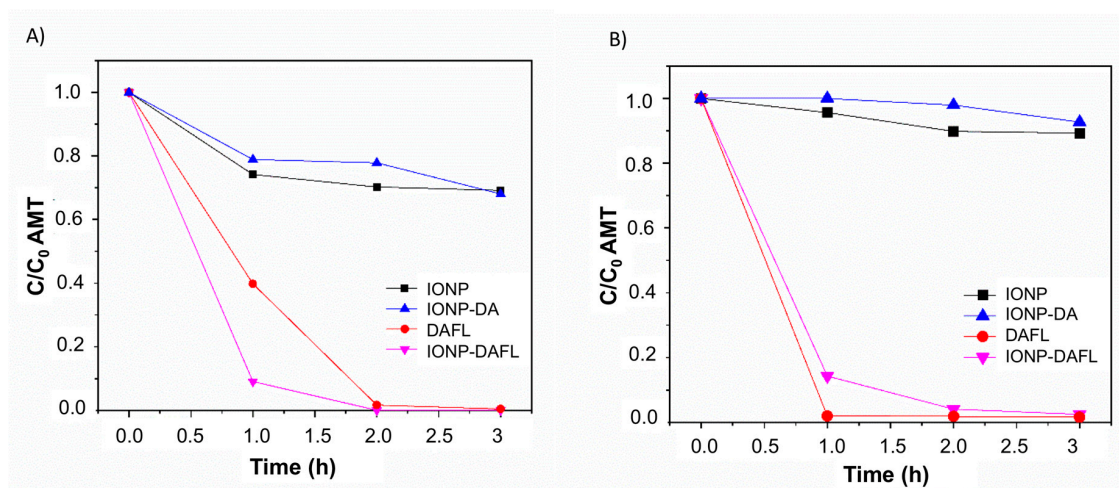 A)
1.0
0.8
0.6
0.4
0.2
0.0
C/C0 AMT
IONP
IONP-DA
DAFL
IONP-DAFL
0.0 0.5 1.0 1.5 2.0 2.5 3
Time (h)
B)
1.0
0.8
0.6
0.4
0.2
0.0
C/C0 AMT
IONP
IONP-DA
DAFL
IONP-DAFL
0.0 0.5 1.0 1.5 2.0 2.5 3
Time (h)